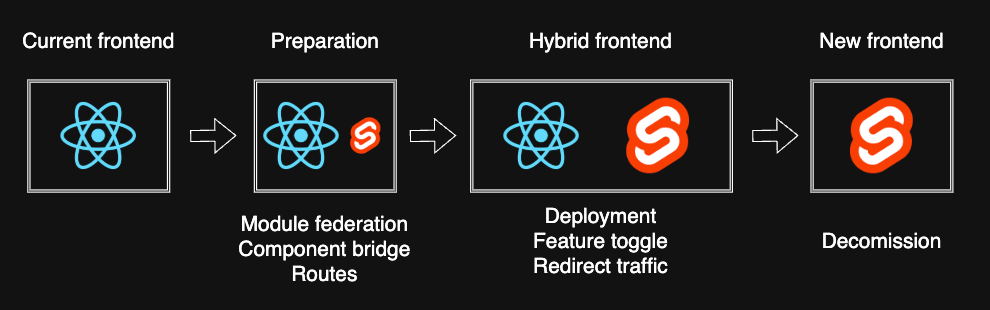 Current frontend
Preparation
Hybrid frontend
New frontend
Module federation
Component bridge
Routes
Deployment
Feature toggle
Redirect traffic
Decomission